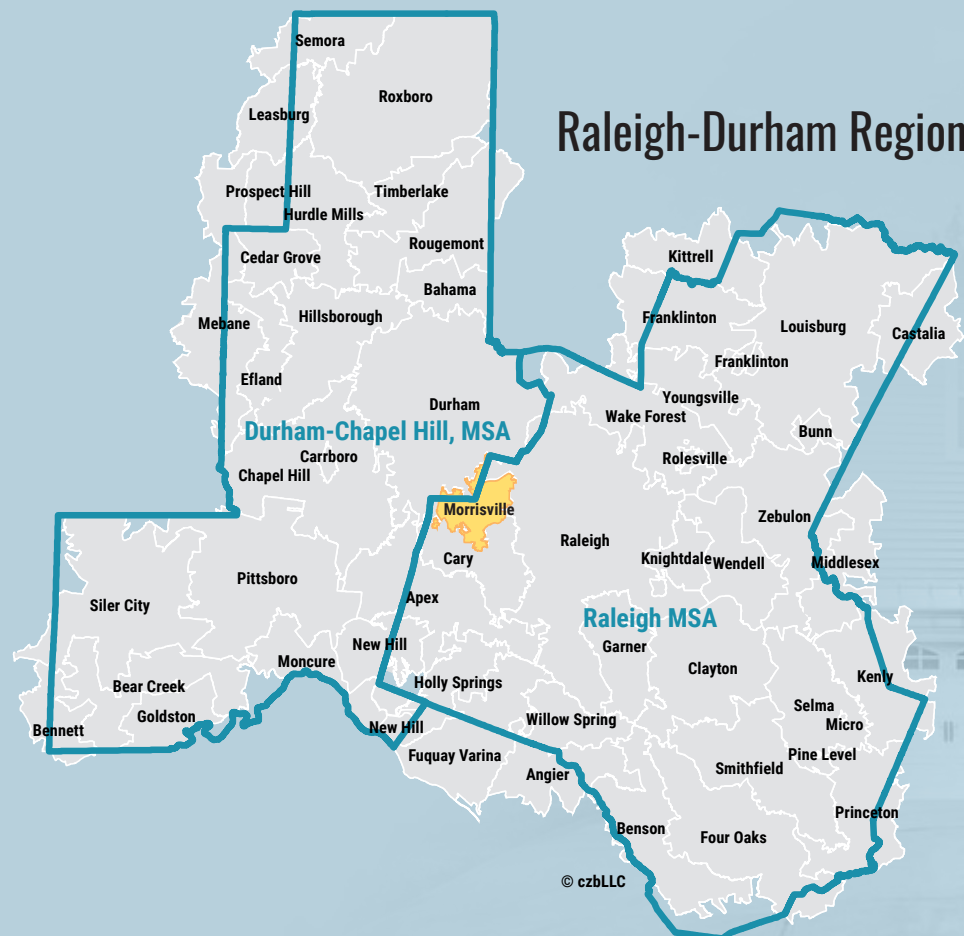 Raleigh-Durham Region
Semora
Roxboro
Leasburg
Prospect Hill
Timberlake
Hurdle Mills
Rougemont
Cedar Grove
Kittrell
Bahama
Hillsborough
Mebane
Franklinton
Louisburg
Castalia
Franklinton
Efland
Youngsville
Durham
Wake Forest
Durham-Chapel Hill, MSA
Bunn
Carrboro
Rolesville
Chapel Hill
Morrisville
Zebulon
Raleigh
Cary
Knightdale
Wendell
Middlesex
Pittsboro
Apex
Siler City
Raleigh MSA
New Hill
Garner
Moncure
Clayton
Holly Springs
Kenly
Bear Creek
Selma
Goldston
Willow Spring
Micro
Bennett
New Hill
Fuquay Varina
Pine Level
Angier
Smithfield
Princeton
Benson
Four Oaks
© czbLLC